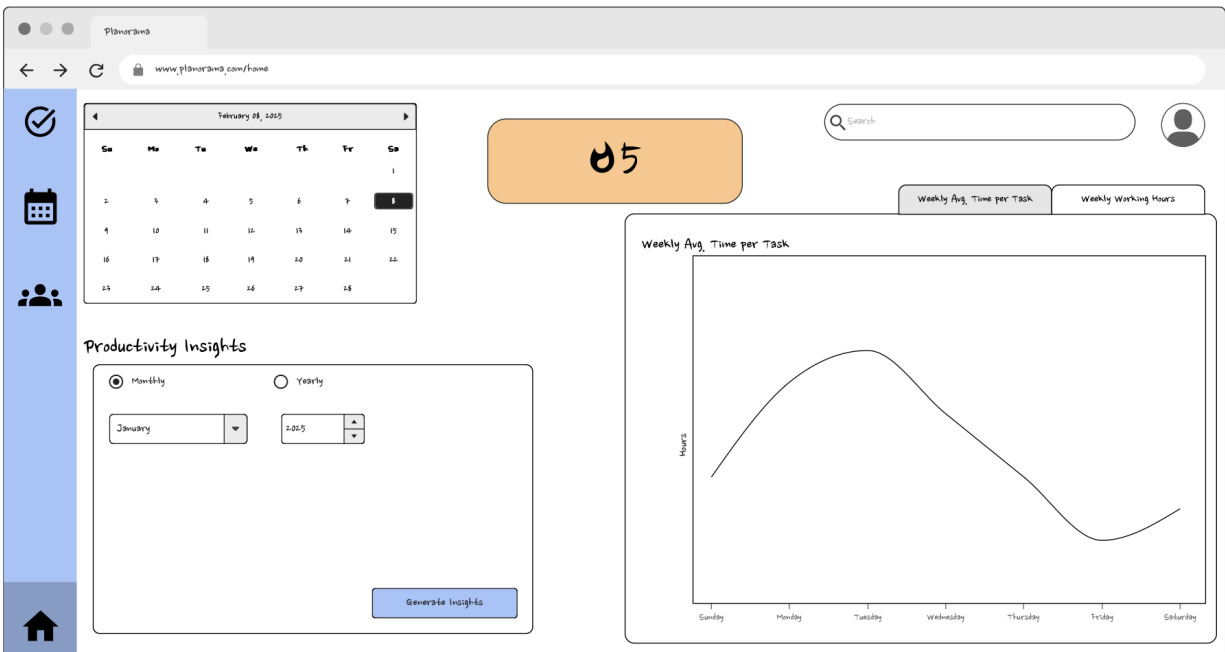 Planorama
www.planorama.com/home
February 08, 2025
Su Mo Tu We Th Fr Sa
1
2 3 4 5 6 7 8
9 10 11 12 13 14 15
16 17 18 19 20 21 22
23 24 25 26 27 28
5
Search
Weekly Avg. Time per Task
Weekly Working Hours
Weekly Avg. Time per Task
Hours
Sunday Monday Tuesday Wednesday Thursday Friday Saturday
Productivity Insights
Monthly Yearly
January 2025
Generate Insights